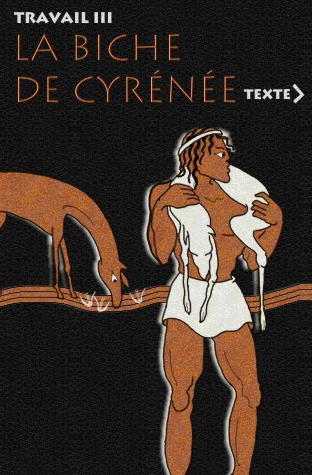 TRAVAIL III
LA BICHE
DE CYRÉNÉE TEXTE >